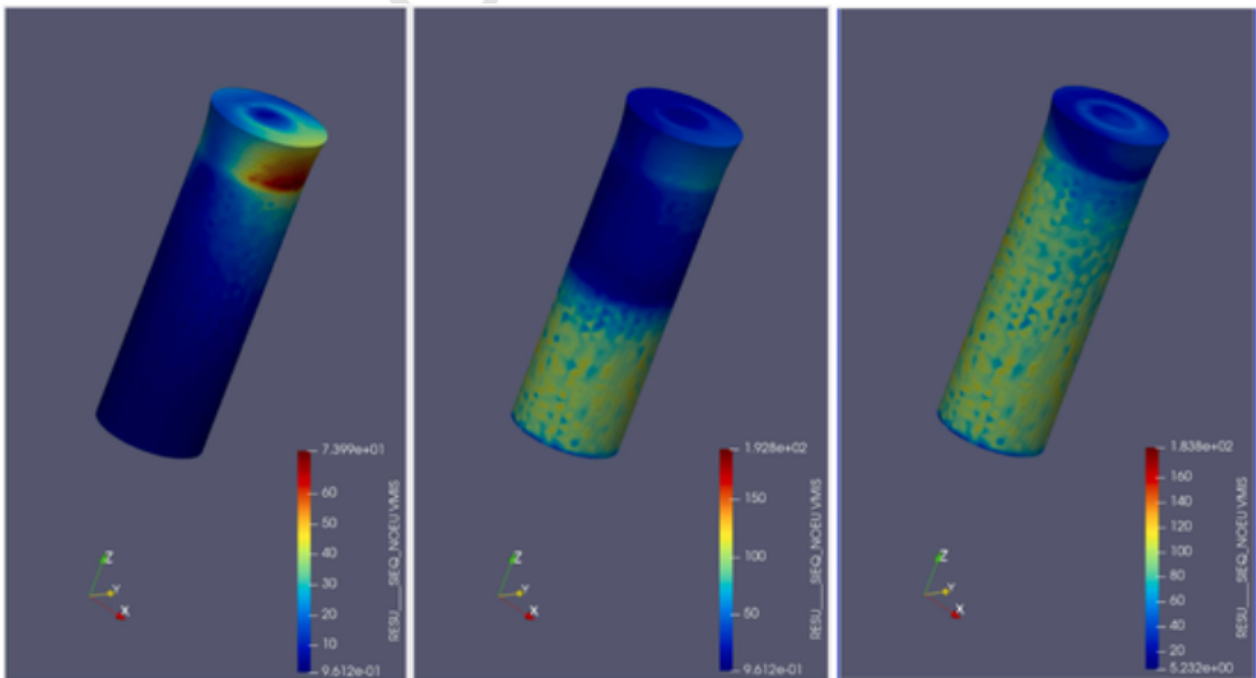 7.399e+01
60
50
40
30
20
10
9.612e-01
RESU____SIEQ_NOEU VMIS
Z
Y
X
1.928e+02
150
100
50
9.612e-01
RESU____SIEQ_NOEU VMIS
Z
Y
X
1.838e+02
160
140
120
100
80
60
40
20
5.232e+00
RESU____SIEQ_NOEU VMIS
Z
Y
X